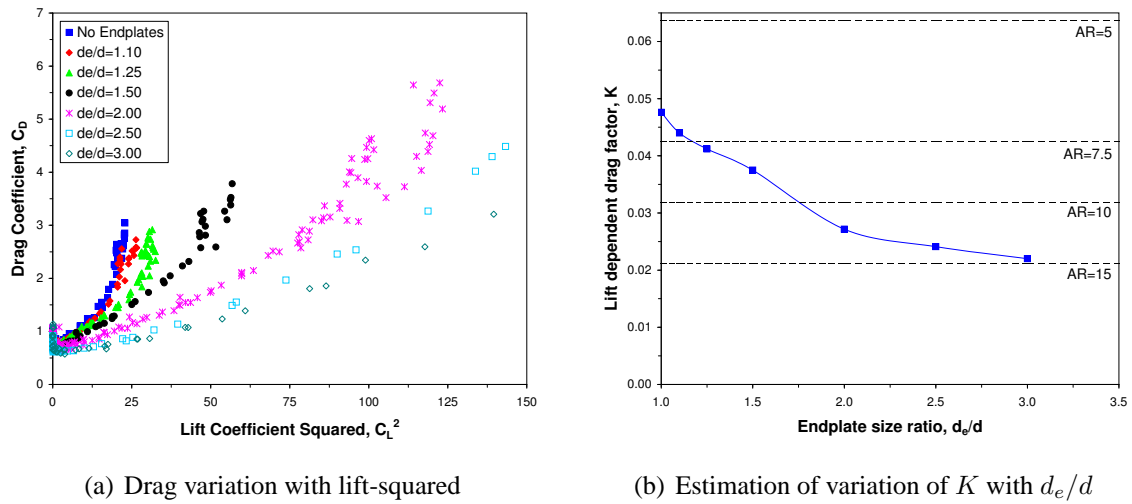 7
6
5
4
3
2
1
0
Drag Coefficient, C_D
No Endplates
de/d=1.10
de/d=1.25
de/d=1.50
de/d=2.00
de/d=2.50
de/d=3.00
0 25 50 75 100 125 150
Lift Coefficient Squared, C_L^2
(a) Drag variation with lift-squared
0.06
0.05
0.04
0.03
0.02
0.01
0.00
Lift dependent drag factor, K
AR=5
AR=7.5
AR=10
AR=15
1.0 1.5 2.0 2.5 3.0 3.5
Endplate size ratio, d_e/d
(b) Estimation of variation of K with d_e/d